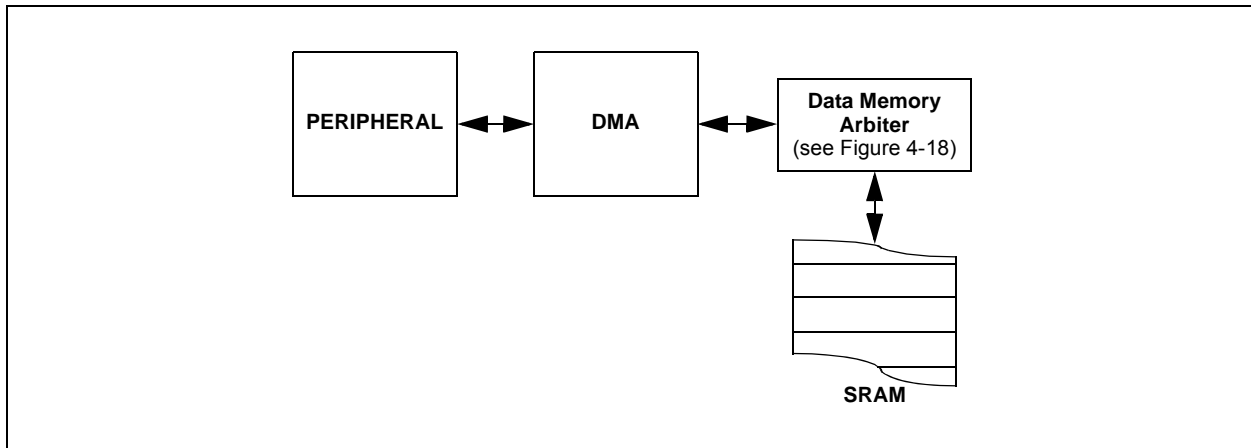 PERIPHERAL
DMA
Data Memory
Arbiter
(see Figure 4-18)
SRAM